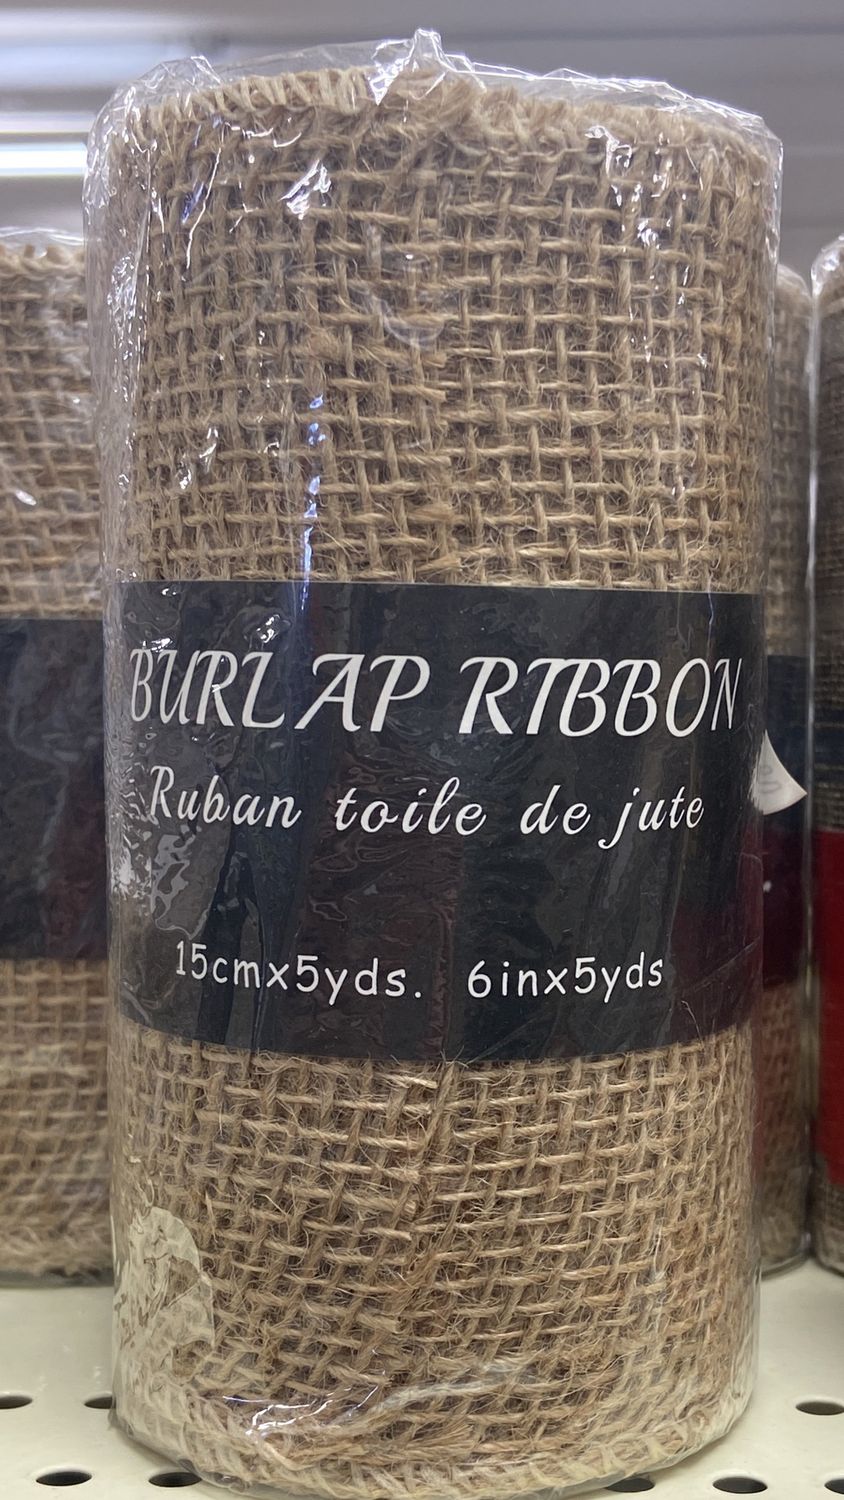 BURLAP RIBBON
Ruban toile de jute
15cmx5yds. 6inx5yds